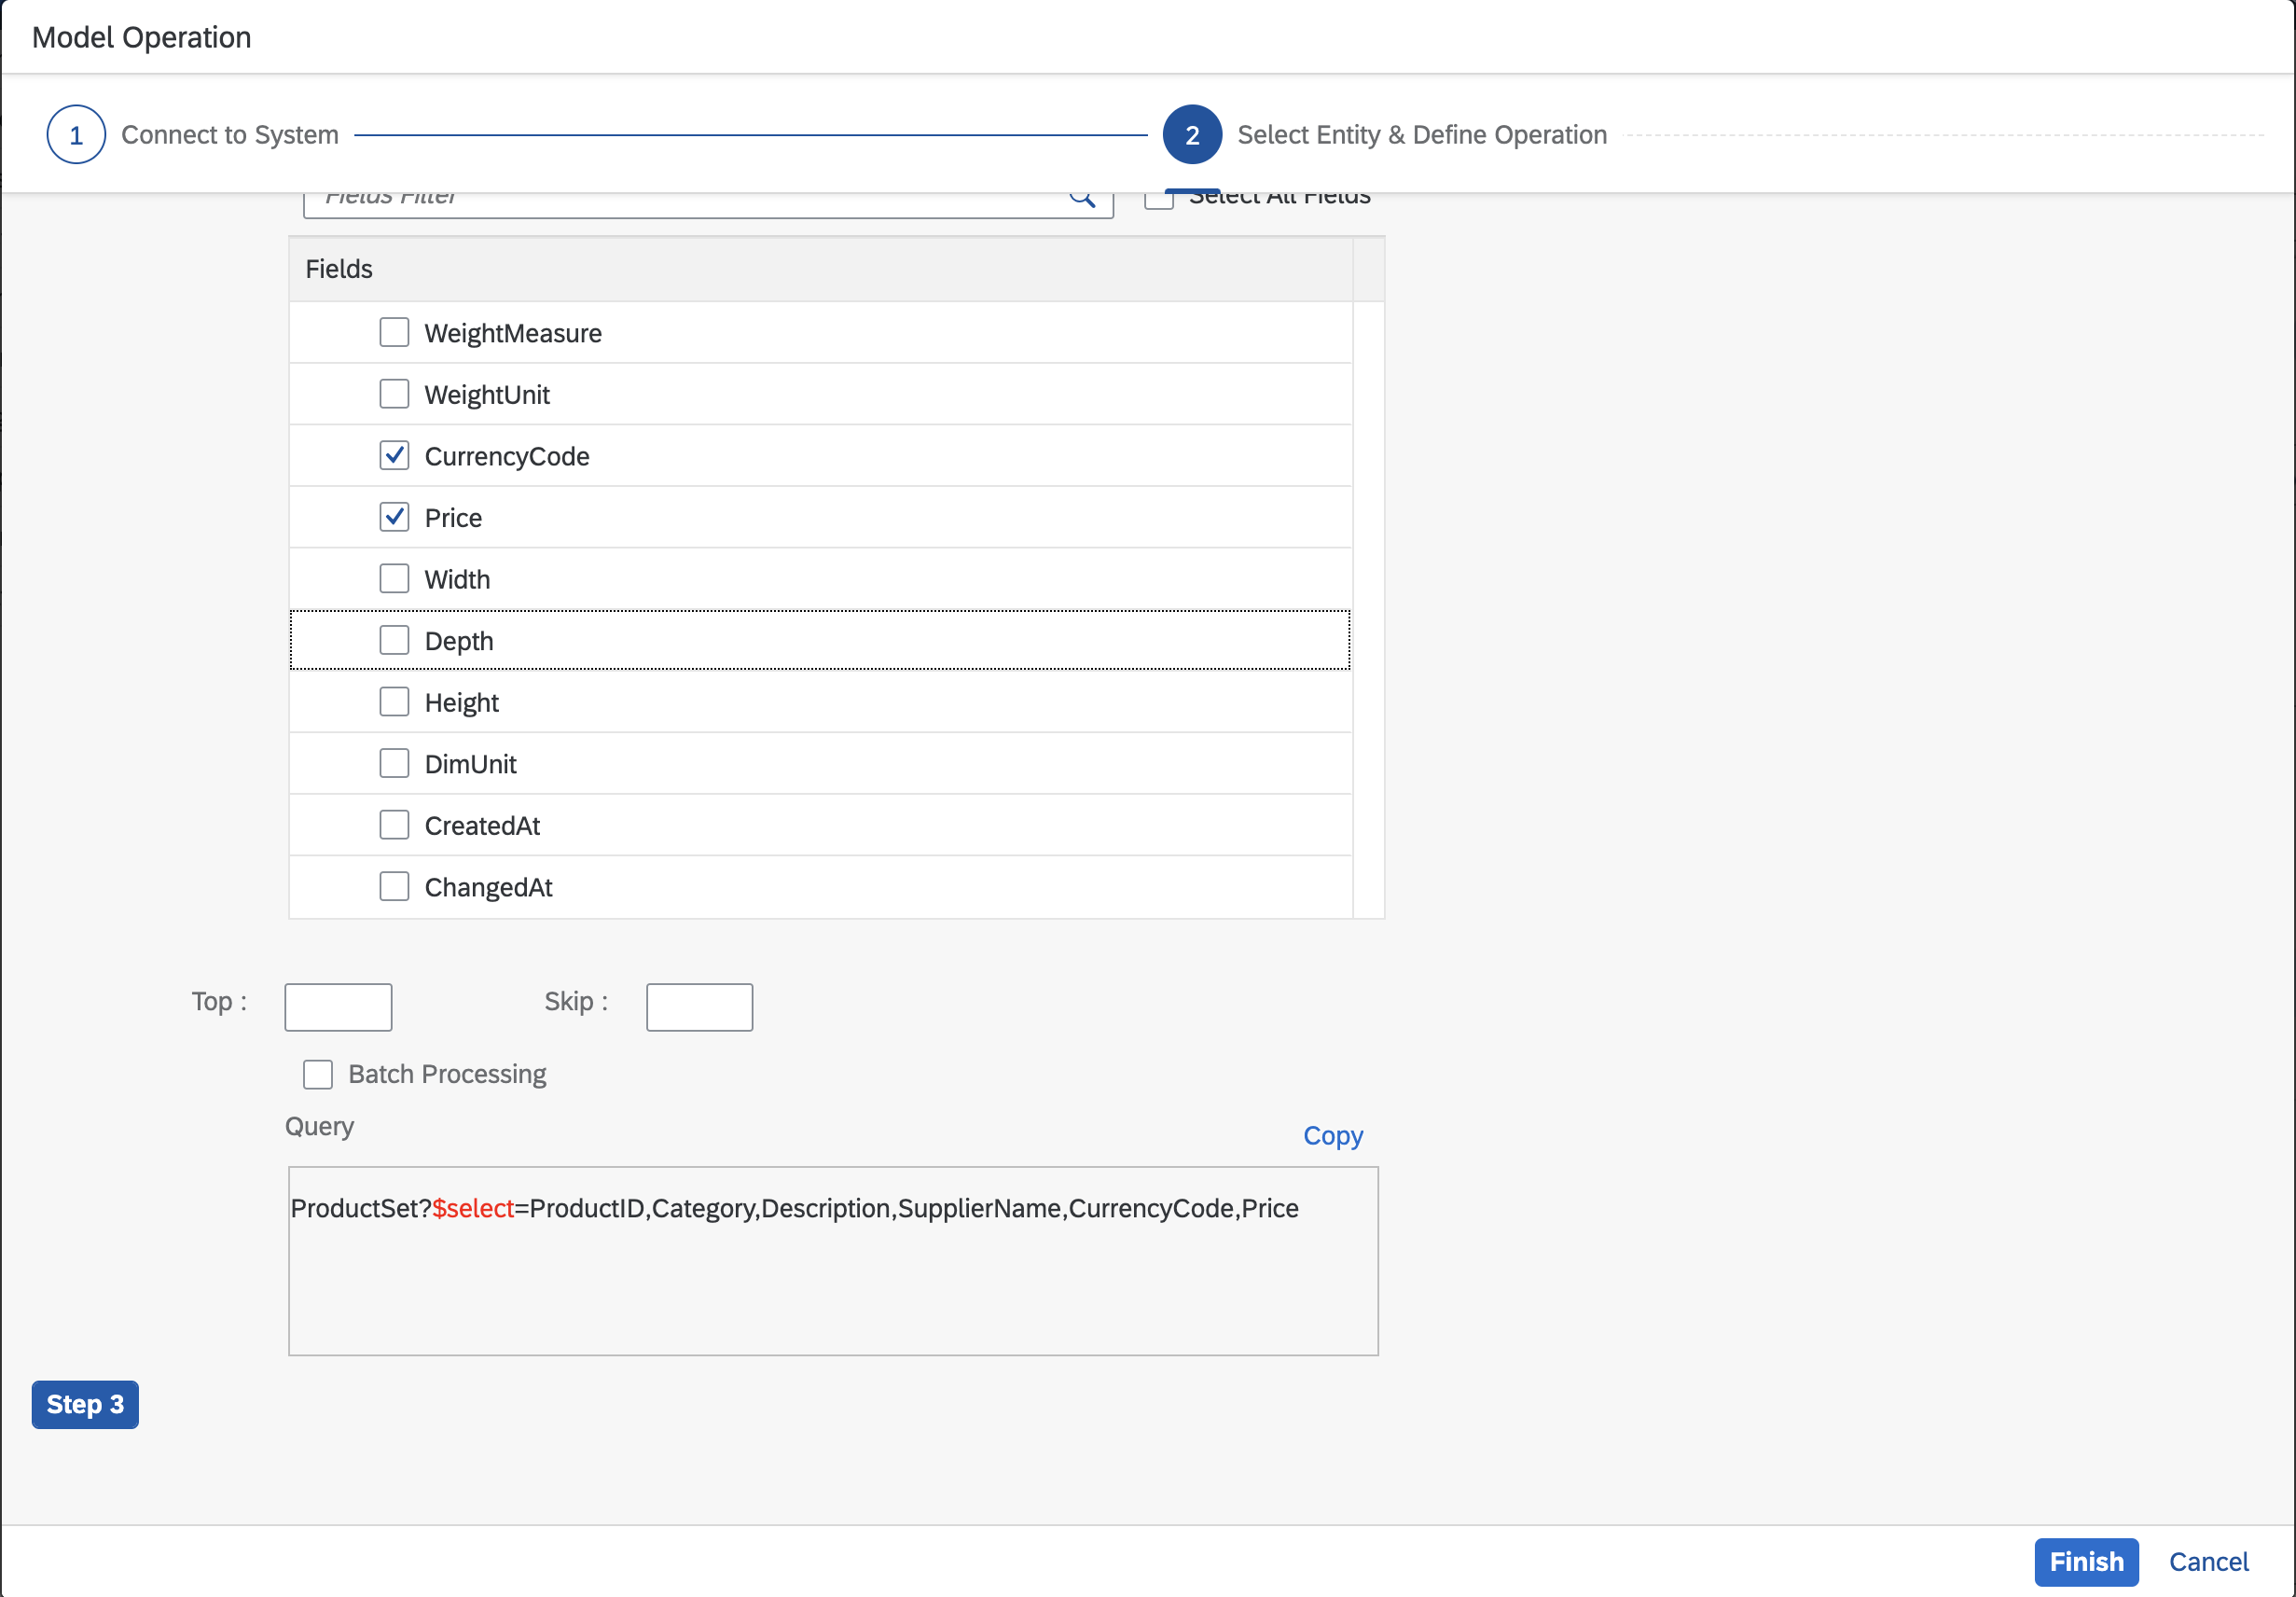 Model Operation
1 Connect to System 2 Select Entity & Define Operation
Fields Filter Select All Fields
Fields
WeightMeasure
WeightUnit
CurrencyCode
Price
Width
Depth
Height
DimUnit
CreatedAt
ChangedAt
Top : Skip :
Batch Processing
Query Copy
ProductSet?$select=ProductID,Category,Description,SupplierName,CurrencyCode,Price
Step 3
Finish Cancel